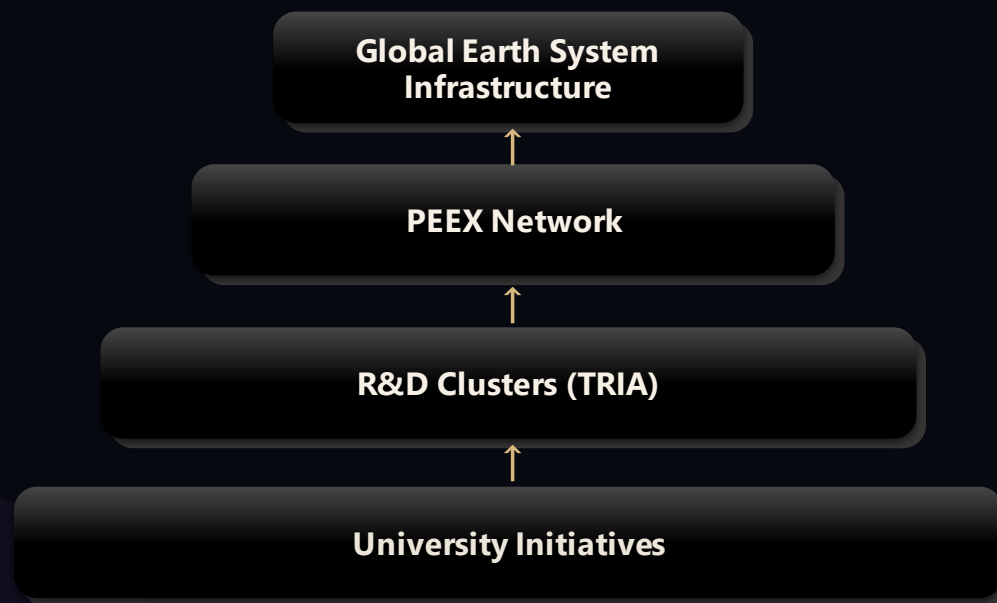 Global Earth System
Infrastructure
PEEX Network
R&D Clusters (TRIA)
University Initiatives